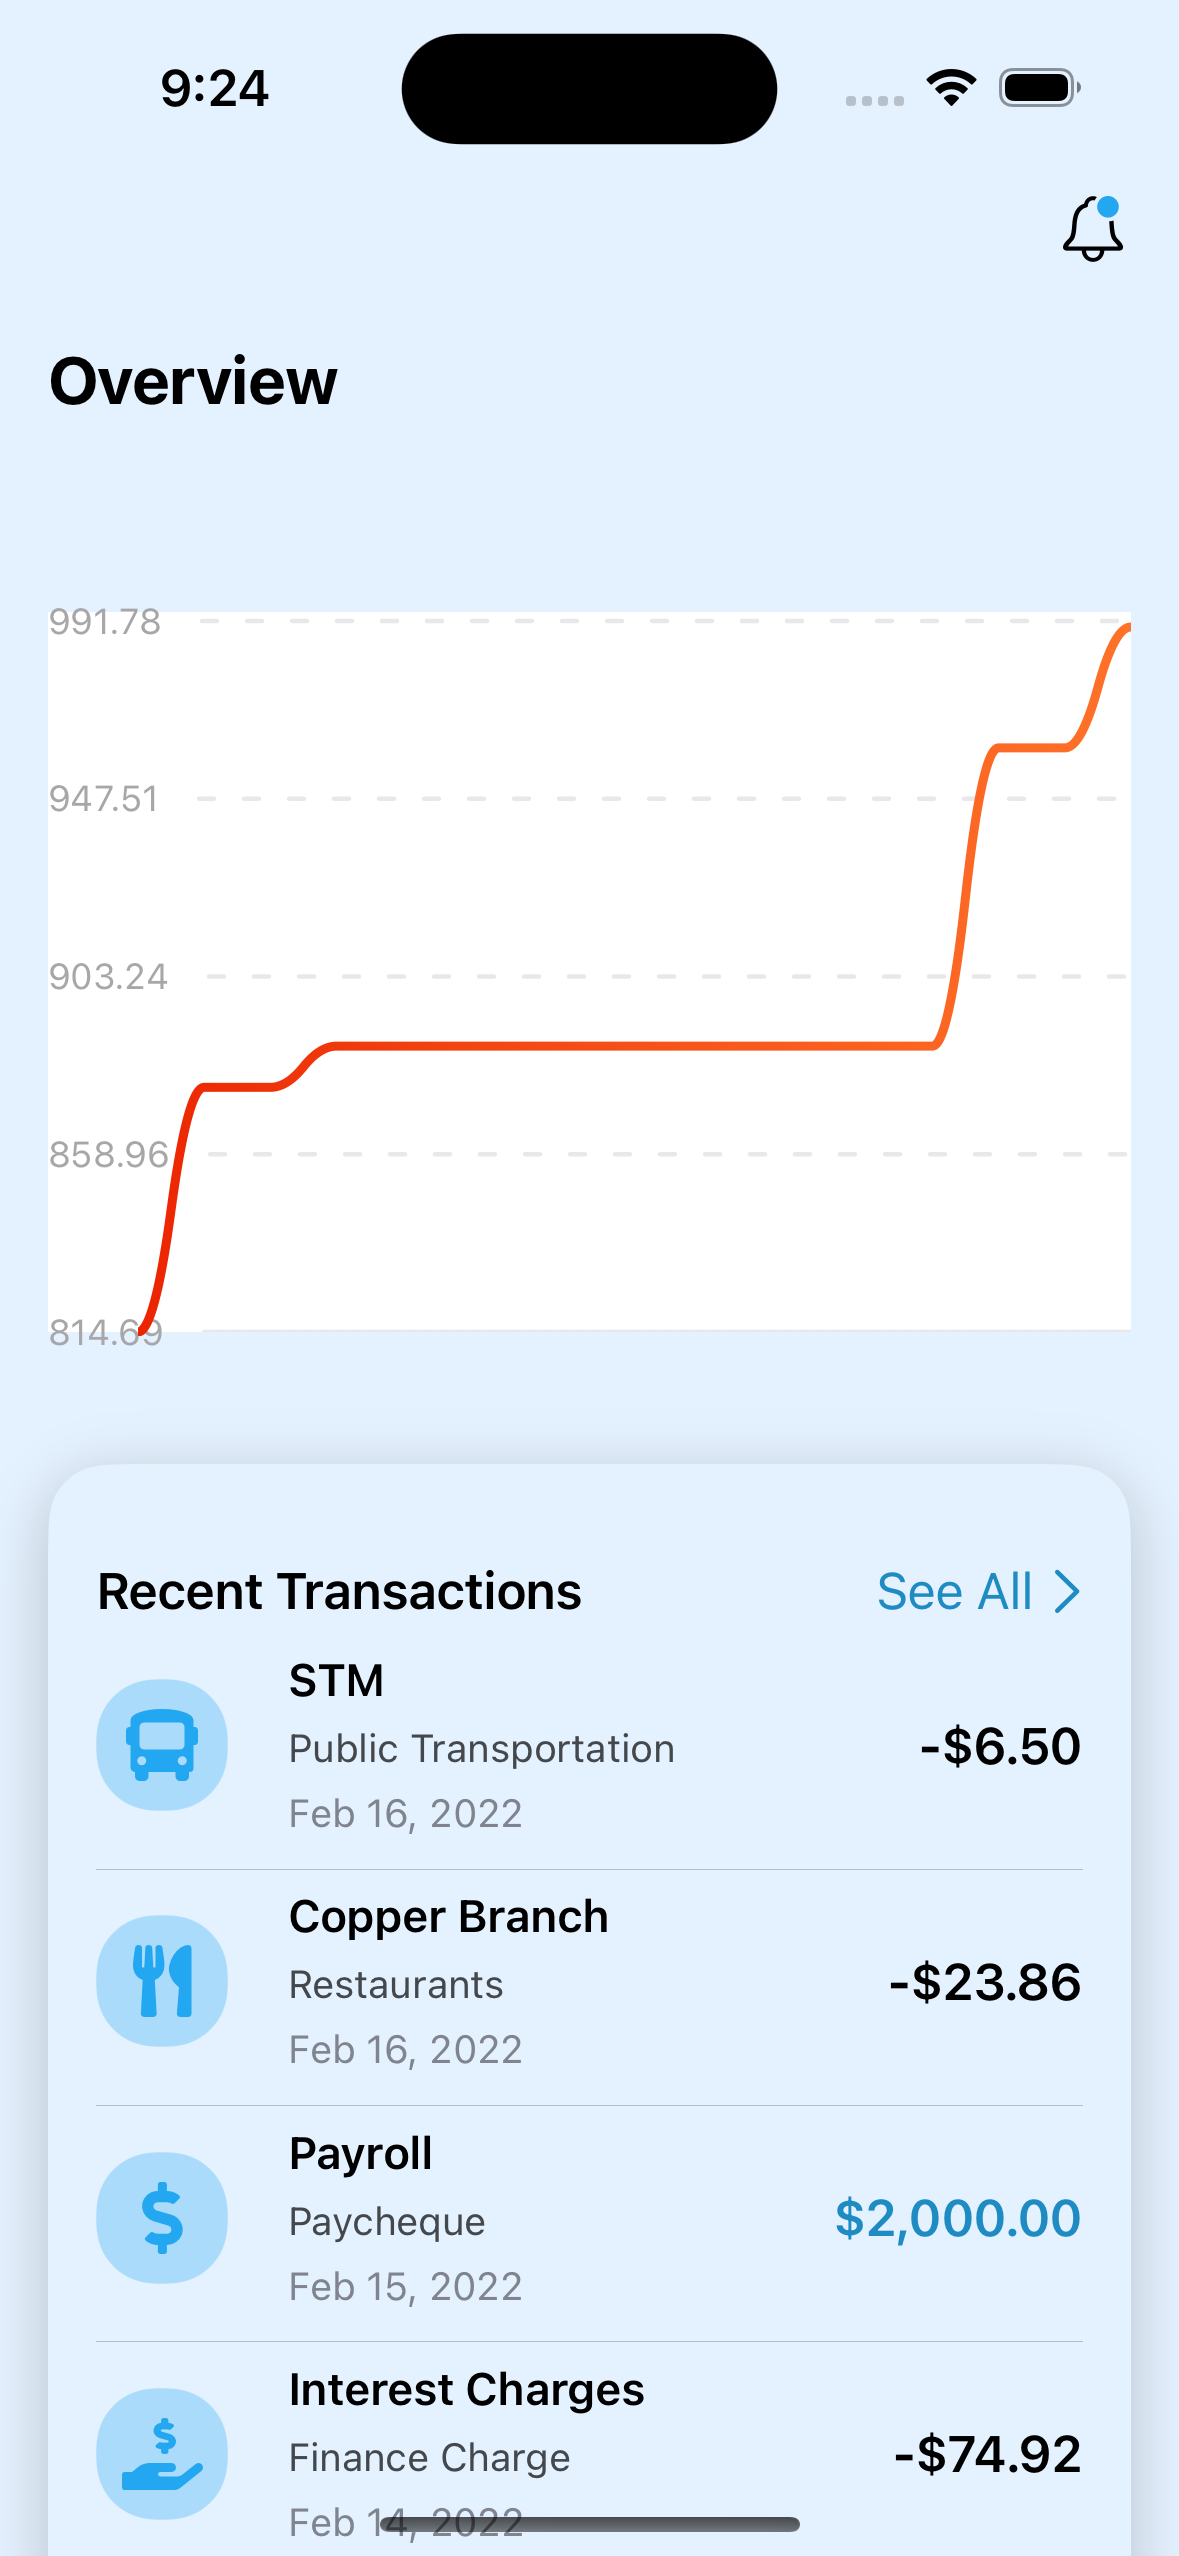 9:24
Overview
991.78
947.51
903.24
858.96
814.69
Recent Transactions
See All
STM
Public Transportation
-$6.50
Feb 16, 2022
Copper Branch
Restaurants
-$23.86
Feb 16, 2022
Payroll
Paycheque
$2,000.00
Feb 15, 2022
Interest Charges
Finance Charge
-$74.92
Feb 14, 2022